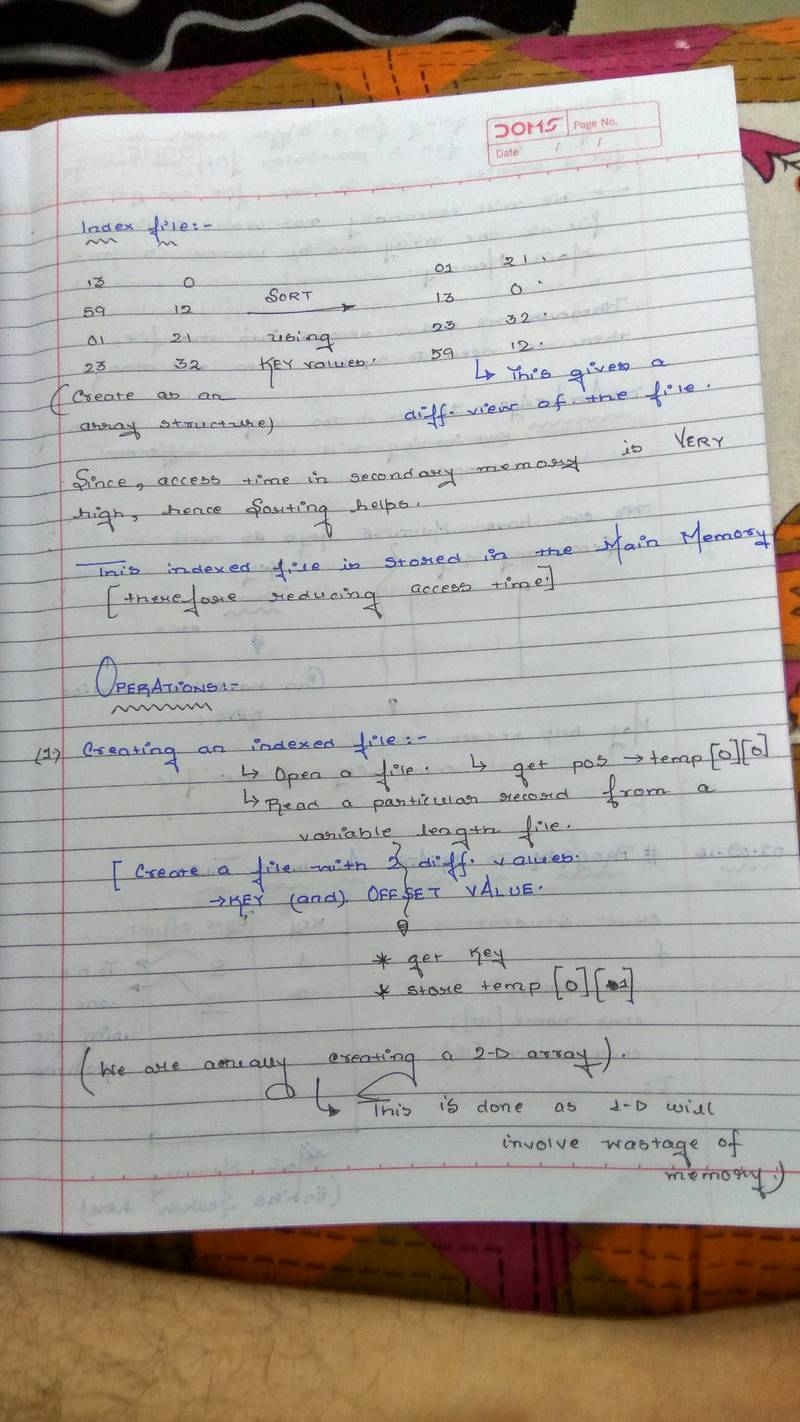 DOMS Page No.
Date / /
Index file:-
13 0 01 21.
59 12 SORT 13 0.
01 21 using 23 32.
23 32 KEY values. 59 12.
(Create as an ↳ This gives a
array structure) diff. view of the file.
Since, access time in secondary memory is VERY
high, hence Sorting helps.
This indexed file is stored in the Main Memory
[therefore reducing access time.]
OPERATIONS:-
(1.) Creating an indexed file:-
↳ Open a file. ↳ get pos → temp[0][0]
↳ Read a particular record from a
variable length file.
[Create a file with 2 diff. values.
→ KEY (and) OFFSET VALUE.
* get key
* store temp [0][1]
(We are actually creating a 2-D array).
↳ This is done as 1-D will
involve wastage of
memory.)